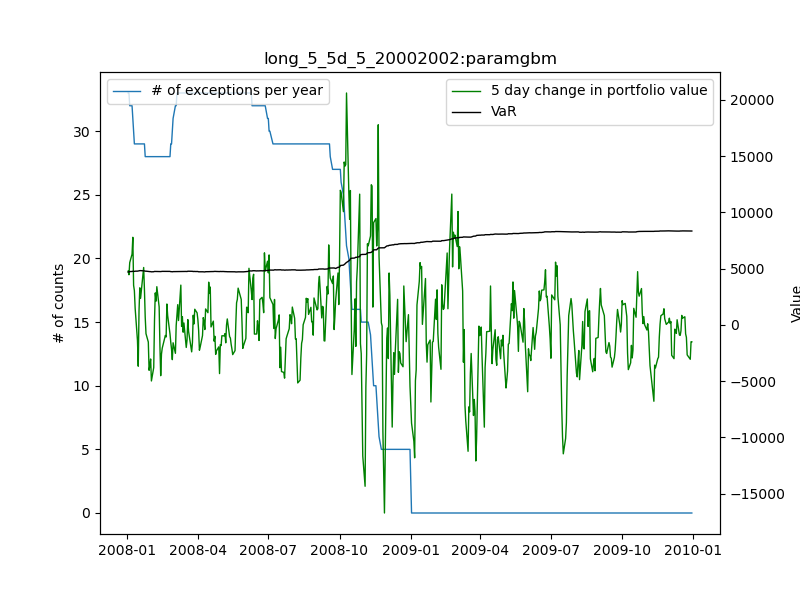 long_5_5d_5_20002002:paramgbm
# of exceptions per year
5 day change in portfolio value
VaR
# of counts
30
25
20
15
10
5
0
20000
15000
10000
5000
0
−5000
−10000
−15000
Value
2008-01 2008-04 2008-07 2008-10 2009-01 2009-04 2009-07 2009-10 2010-01